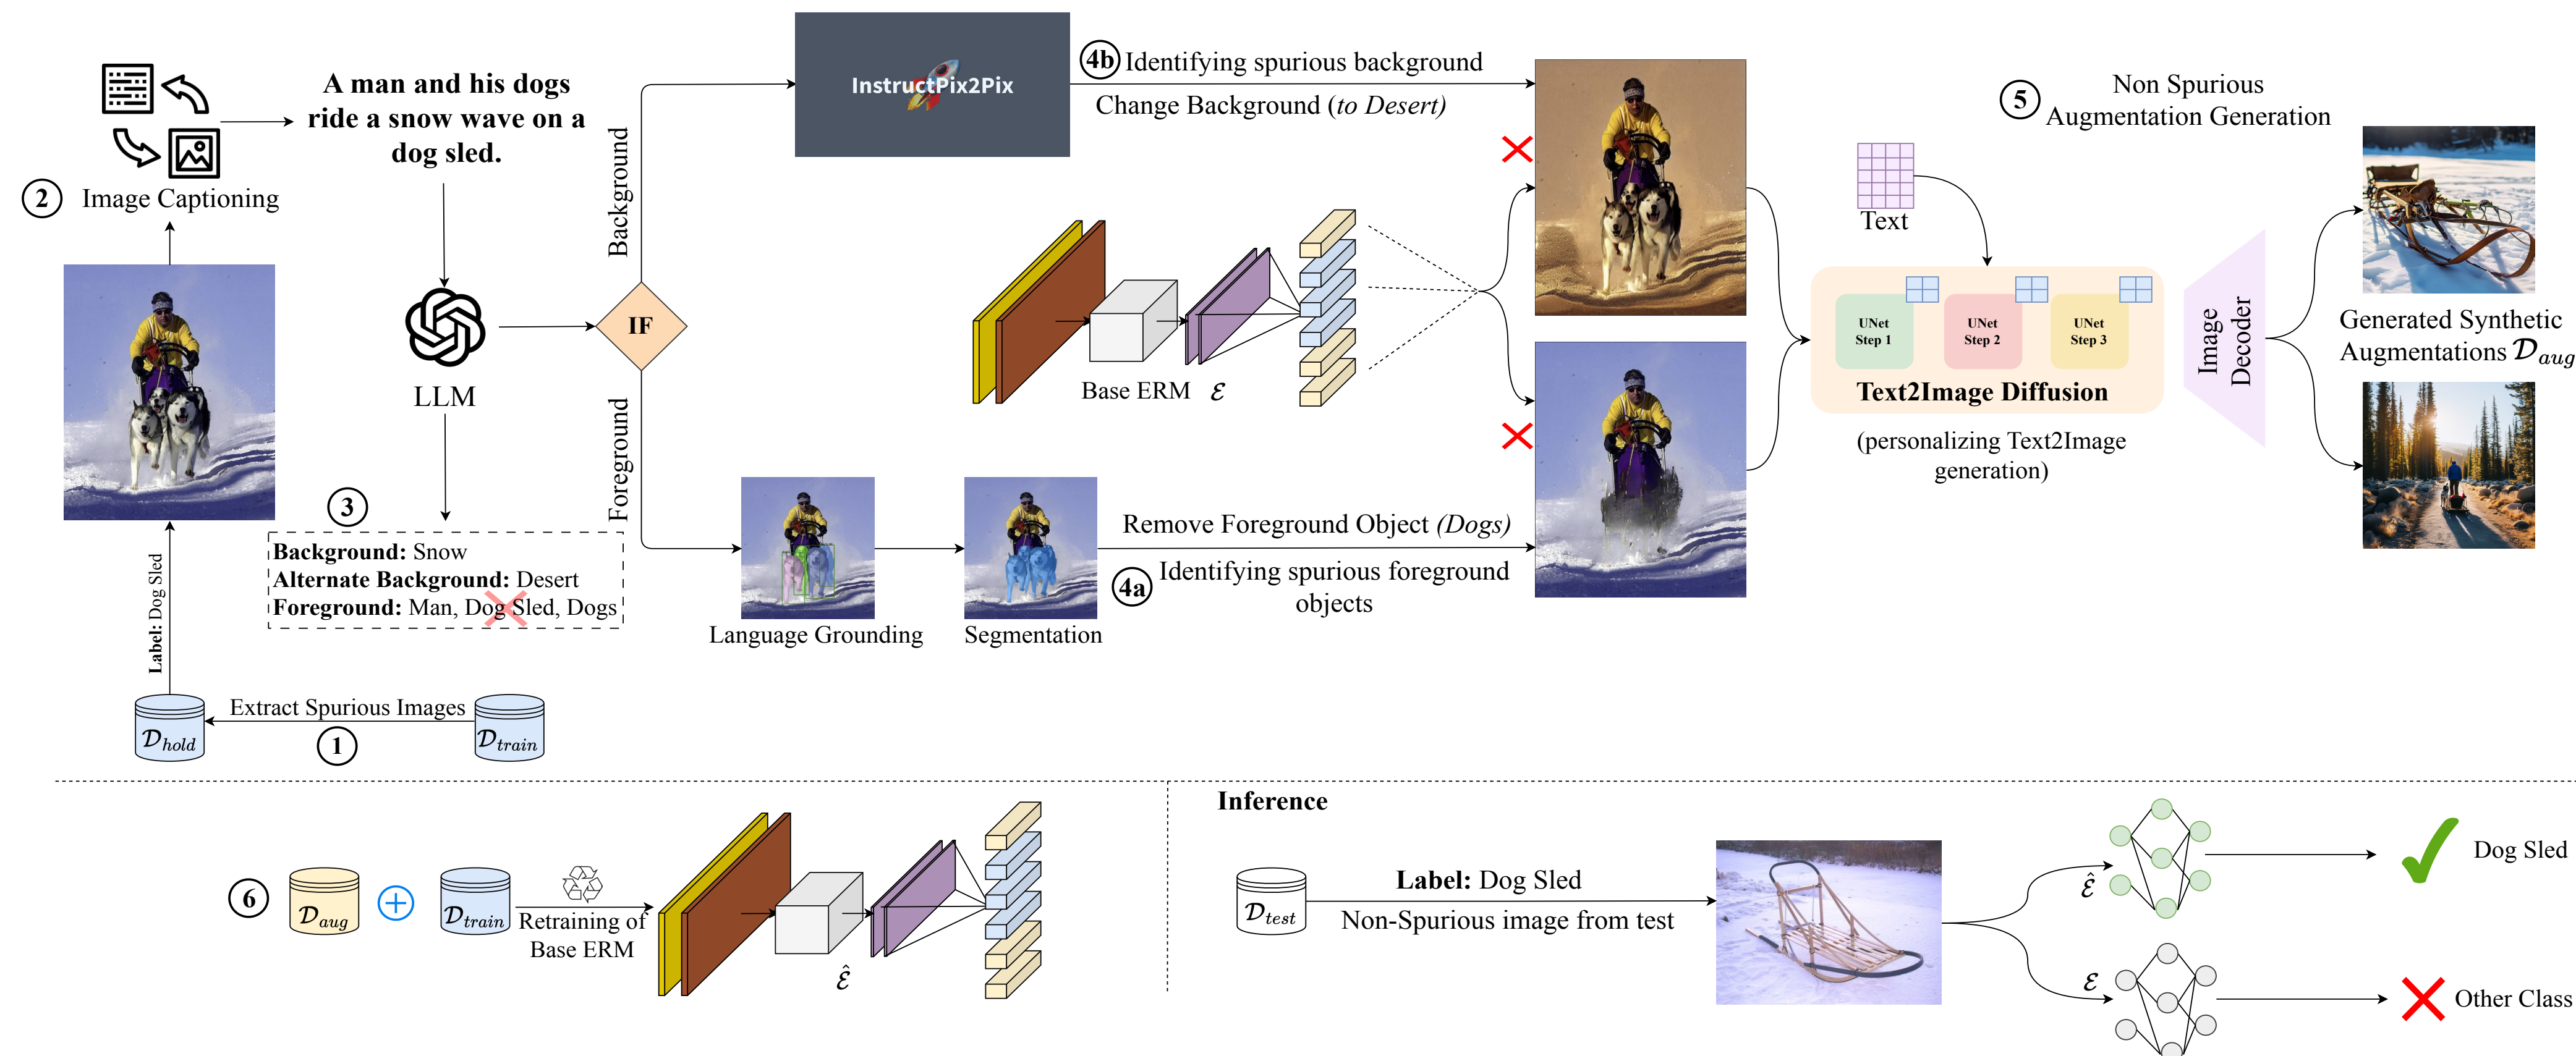 2
Image Captioning
A man and his dogs
ride a snow wave on a
dog sled.
LLM
3
Background: Snow
Alternate Background: Desert
Foreground: Man, Dog Sled, Dogs
Label: Dog Sled
Extract Spurious Images
1
𝒟hold
𝒟train
IF
Background
Foreground
InstructPix2Pix
4b
Identifying spurious background
Change Background (to Desert)
Base ERM ℰ
Language Grounding
Segmentation
Remove Foreground Object (Dogs)
4a
Identifying spurious foreground
objects
5
Non Spurious
Augmentation Generation
Text
UNet
Step 1
UNet
Step 2
UNet
Step 3
Text2Image Diffusion
(personalizing Text2Image
generation)
Image
Decoder
Generated Synthetic
Augmentations 𝒟aug
6
𝒟aug
+
𝒟train
Retraining of
Base ERM
ℰ̂
Inference
𝒟test
Label: Dog Sled
Non-Spurious image from test
ℰ̂
Dog Sled
ℰ
Other Class